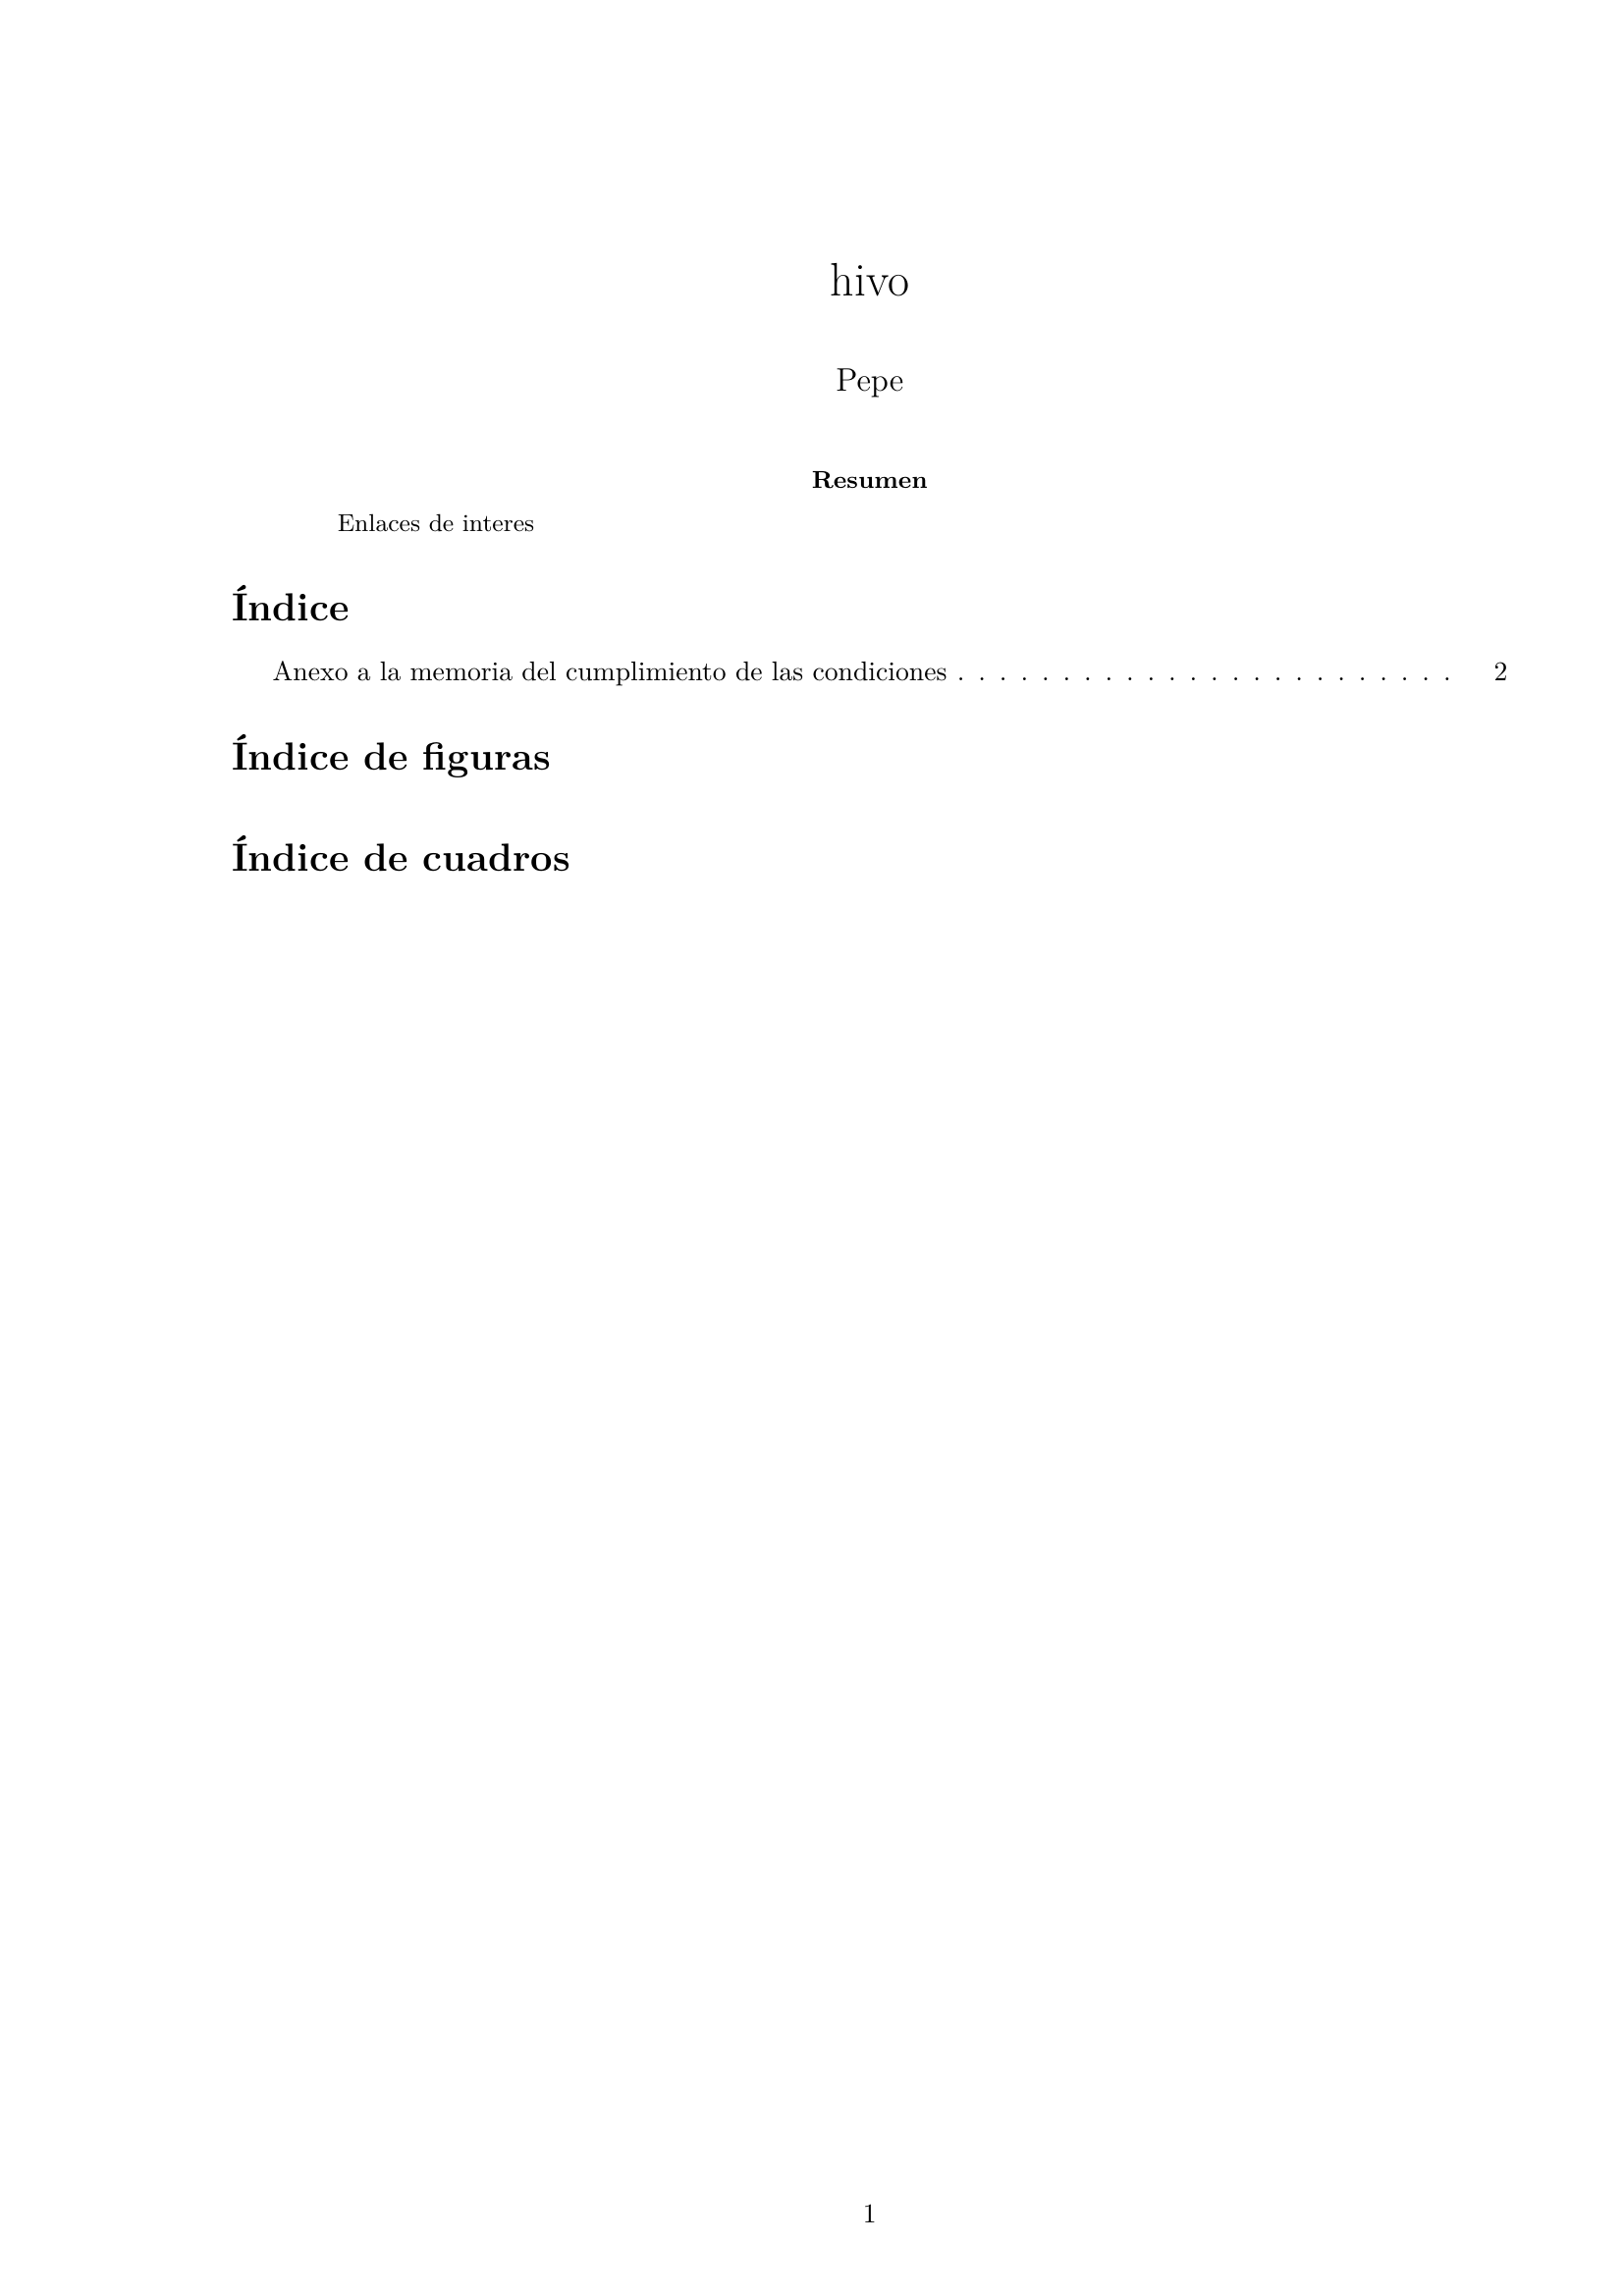 hivo
Pepe
Resumen
Enlaces de interes
Índice
Anexo a la memoria del cumplimiento de las condiciones . . . . . . . . . . . . . . . . . . . . . . . . 2
Índice de figuras
Índice de cuadros
1